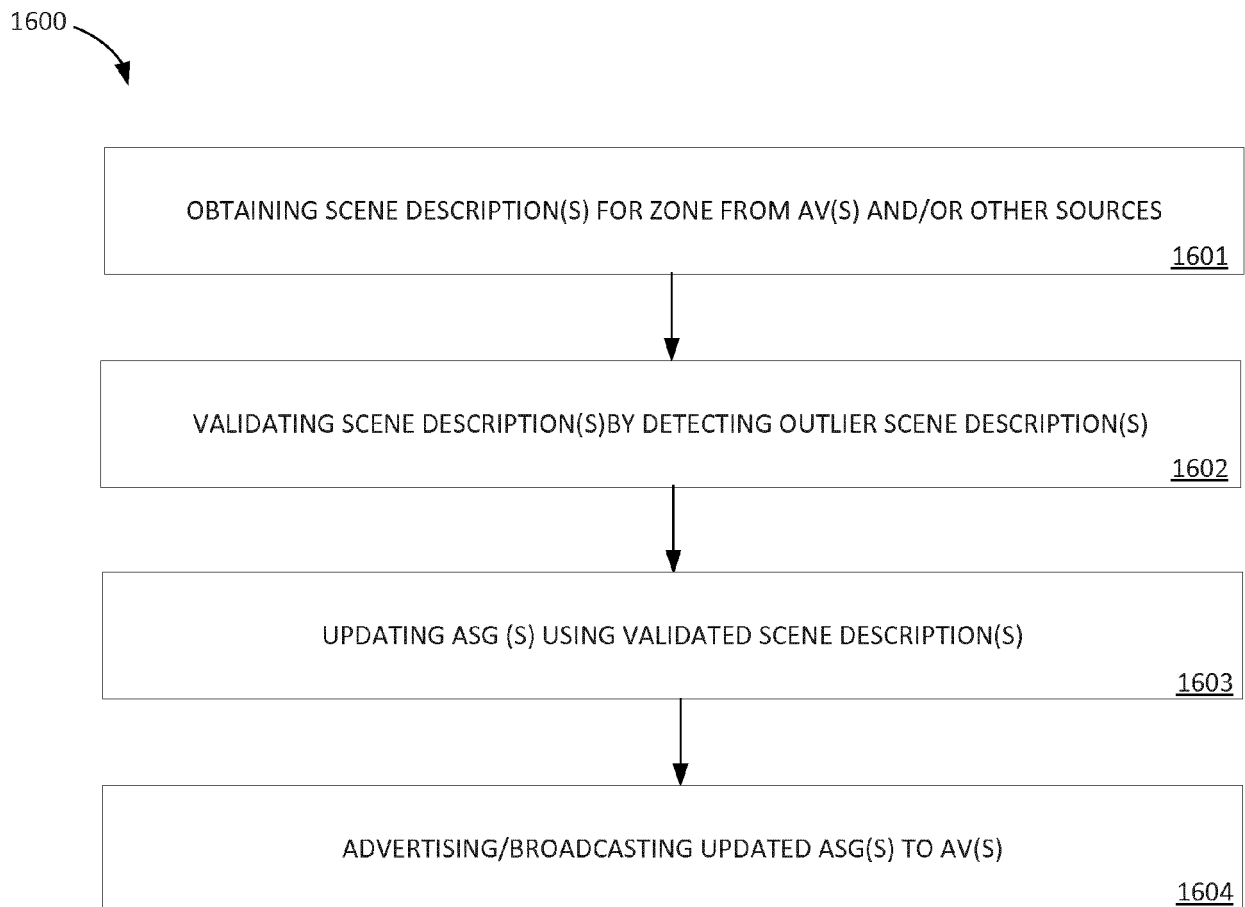 1600
OBTAINING SCENE DESCRIPTION(S) FOR ZONE FROM AV(S) AND/OR OTHER SOURCES
1601
VALIDATING SCENE DESCRIPTION(S)BY DETECTING OUTLIER SCENE DESCRIPTION(S)
1602
UPDATING ASG (S) USING VALIDATED SCENE DESCRIPTION(S)
1603
ADVERTISING/BROADCASTING UPDATED ASG(S) TO AV(S)
1604